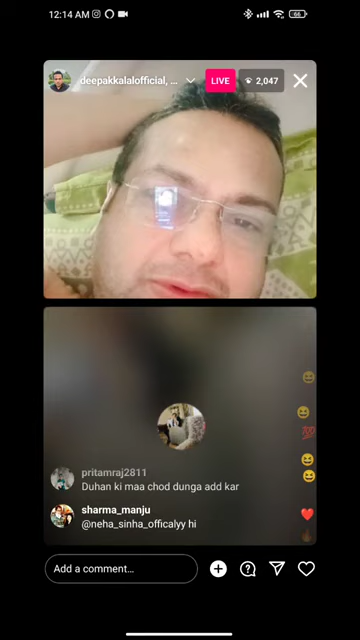 12:14 AM
66
deepakkalalofficial, ...
LIVE
2,047
pritamraj2811
Duhan ki maa chod dunga add kar
sharma_manju
@neha_sinha_officalyy hi
Add a comment...